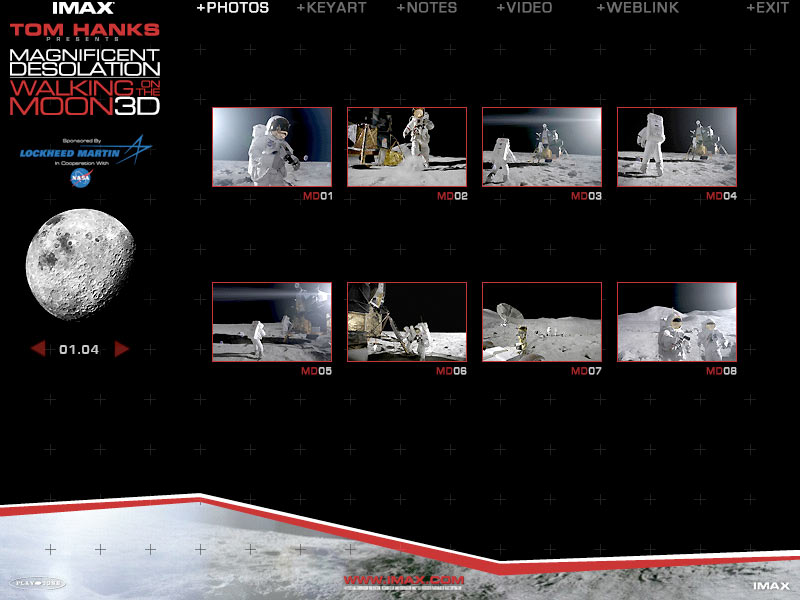 IMAX
+PHOTOS
+KEYART
+NOTES
+VIDEO
+WEBLINK
+EXIT
TOM HANKS
PRESENTS
MAGNIFICENT
DESOLATION
WALKING ON THE
MOON 3D
Sponsored By
LOCKHEED MARTIN
In Cooperation With
NASA
MD01
MD02
MD03
MD04
01.04
MD05
MD06
MD07
MD08
PLAYTONE
WWW.IMAX.COM
IMAX